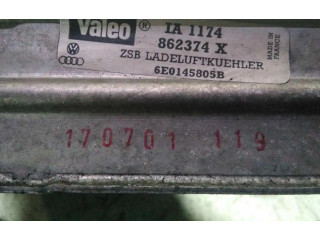 Valeo ® IA 1174
862374 X
MADE IN FRANCE
ZSB LADELUFTKUEHLER
6E0145805B
170701 119